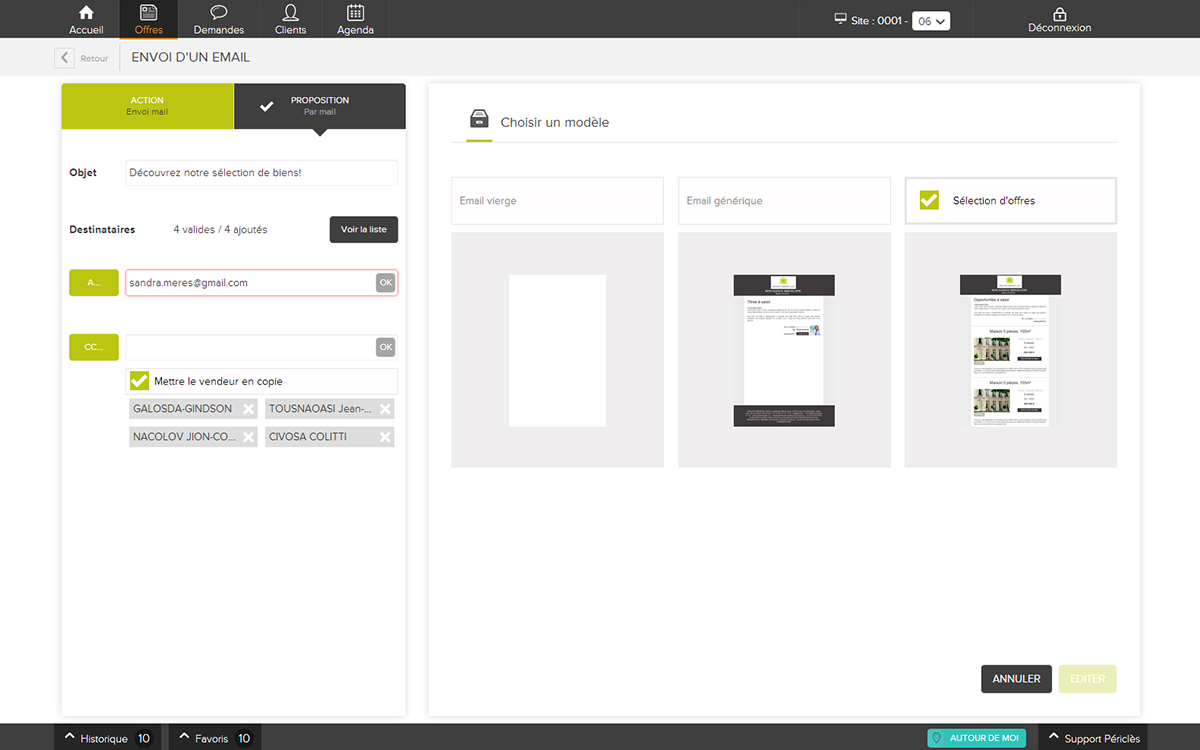 Accueil
Offres
Demandes
Clients
Agenda
Site : 0001 - 06
Déconnexion
Retour
ENVOI D'UN EMAIL
ACTION
Envoi mail
PROPOSITION
Par mail
Objet
Découvrez notre sélection de biens!
Destinataires
4 valides / 4 ajoutés
Voir la liste
A...
sandra.meres@gmail.com
OK
CC...
OK
Mettre le vendeur en copie
GALOSDA-GINDSON
TOUSNAOASI Jean-...
NACOLOV JION-CO...
CIVOSA COLITTI
Choisir un modèle
Email vierge
Email générique
Sélection d'offres
Titres à saisir
Opportunités à saisir
Maison 5 pièces, 105m²
Maison 5 pièces, 105m²
ANNULER
EDITER
Historique 10
Favoris 10
AUTOUR DE MOI
Support Périclès